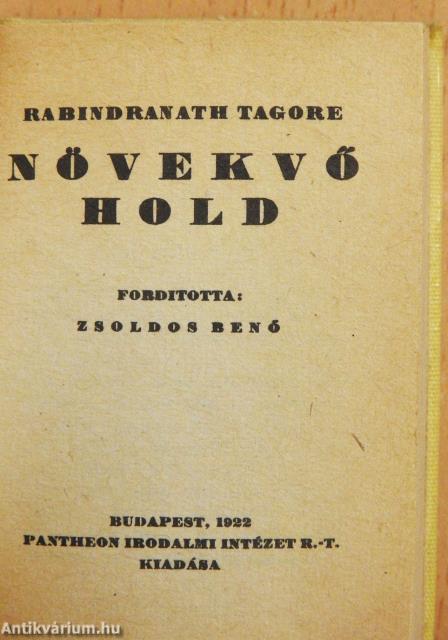 RABINDRANATH TAGORE
NÖVEKVŐ
HOLD
FORDITOTTA:
ZSOLDOS BENŐ
BUDAPEST, 1922
PANTHEON IRODALMI INTÉZET R.-T.
KIADÁSA
Antikvárium.hu